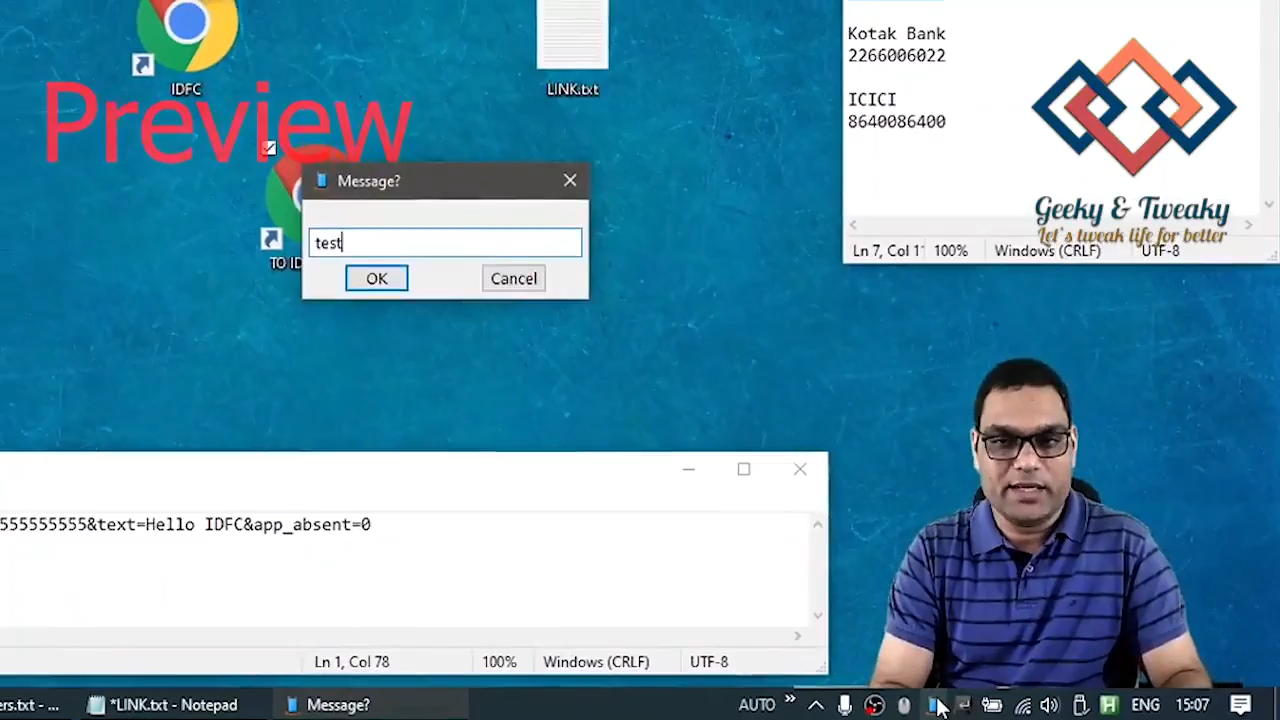 IDFC
LINK.txt
Preview
TO ID
Message?
test
OK
Cancel
Kotak Bank
2266006022
ICICI
8640086400
Geeky & Tweaky
Let's tweak life for better
Ln 7, Col 1
100%
Windows (CRLF)
UTF-8
555555555&text=Hello IDFC&app_absent=0
Ln 1, Col 78
100%
Windows (CRLF)
UTF-8
ers.txt - ...
*LINK.txt - Notepad
Message?
AUTO
ENG
15:07